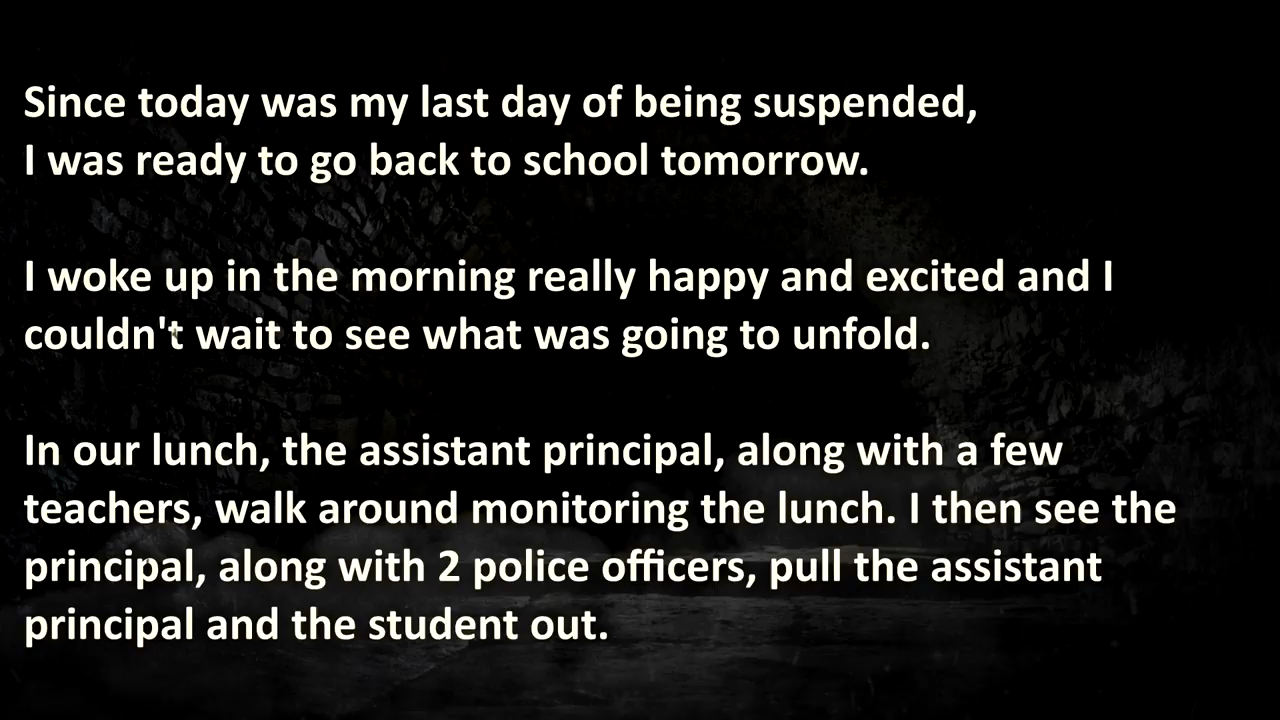 Since today was my last day of being suspended,
I was ready to go back to school tomorrow.
I woke up in the morning really happy and excited and I
couldn't wait to see what was going to unfold.
In our lunch, the assistant principal, along with a few
teachers, walk around monitoring the lunch. I then see the
principal, along with 2 police officers, pull the assistant
principal and the student out.